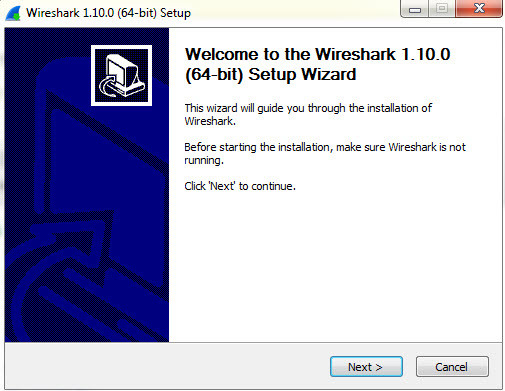 Wireshark 1.10.0 (64-bit) Setup
Welcome to the Wireshark 1.10.0
(64-bit) Setup Wizard
This wizard will guide you through the installation of
Wireshark.
Before starting the installation, make sure Wireshark is not
running.
Click 'Next' to continue.
Next >
Cancel